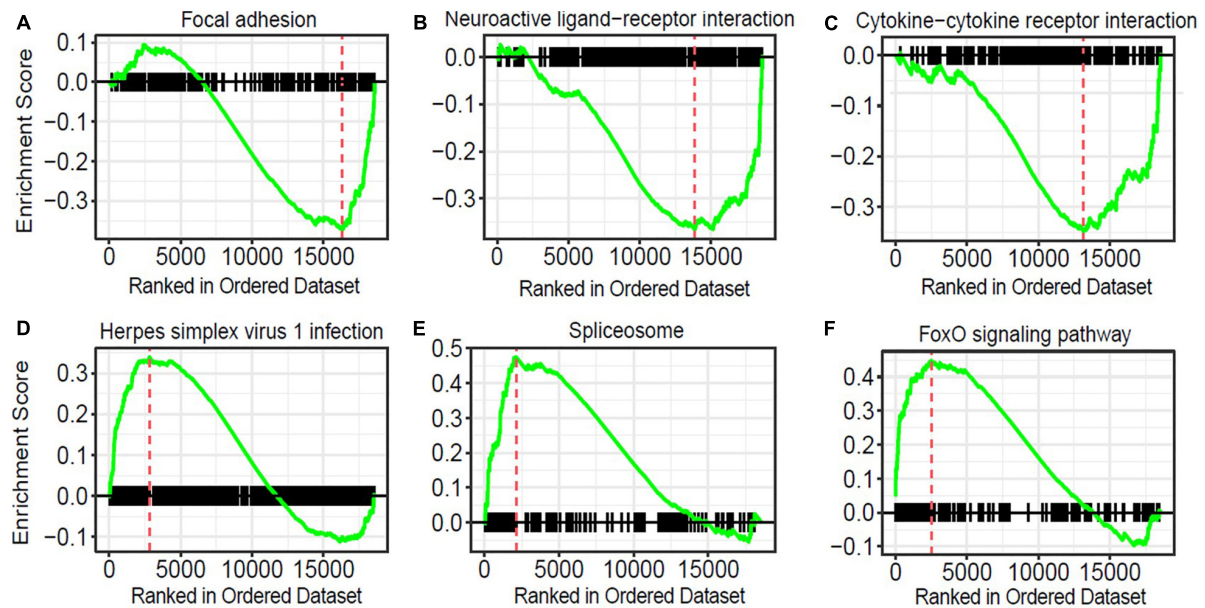 A Focal adhesion
Enrichment Score
0.1
0.0
−0.1
−0.2
−0.3
0 5000 10000 15000
Ranked in Ordered Dataset
B Neuroactive ligand−receptor interaction
0.0
−0.1
−0.2
−0.3
0 5000 10000 15000
Ranked in Ordered Dataset
C Cytokine−cytokine receptor interaction
0.0
−0.1
−0.2
−0.3
0 5000 10000 15000
Ranked in Ordered Dataset
D Herpes simplex virus 1 infection
Enrichment Score
0.3
0.2
0.1
0.0
−0.1
0 5000 10000 15000
Ranked in Ordered Dataset
E Spliceosome
0.5
0.4
0.3
0.2
0.1
0.0
0 5000 10000 15000
Ranked in Ordered Dataset
F FoxO signaling pathway
0.4
0.3
0.2
0.1
0.0
−0.1
0 5000 10000 15000
Ranked in Ordered Dataset